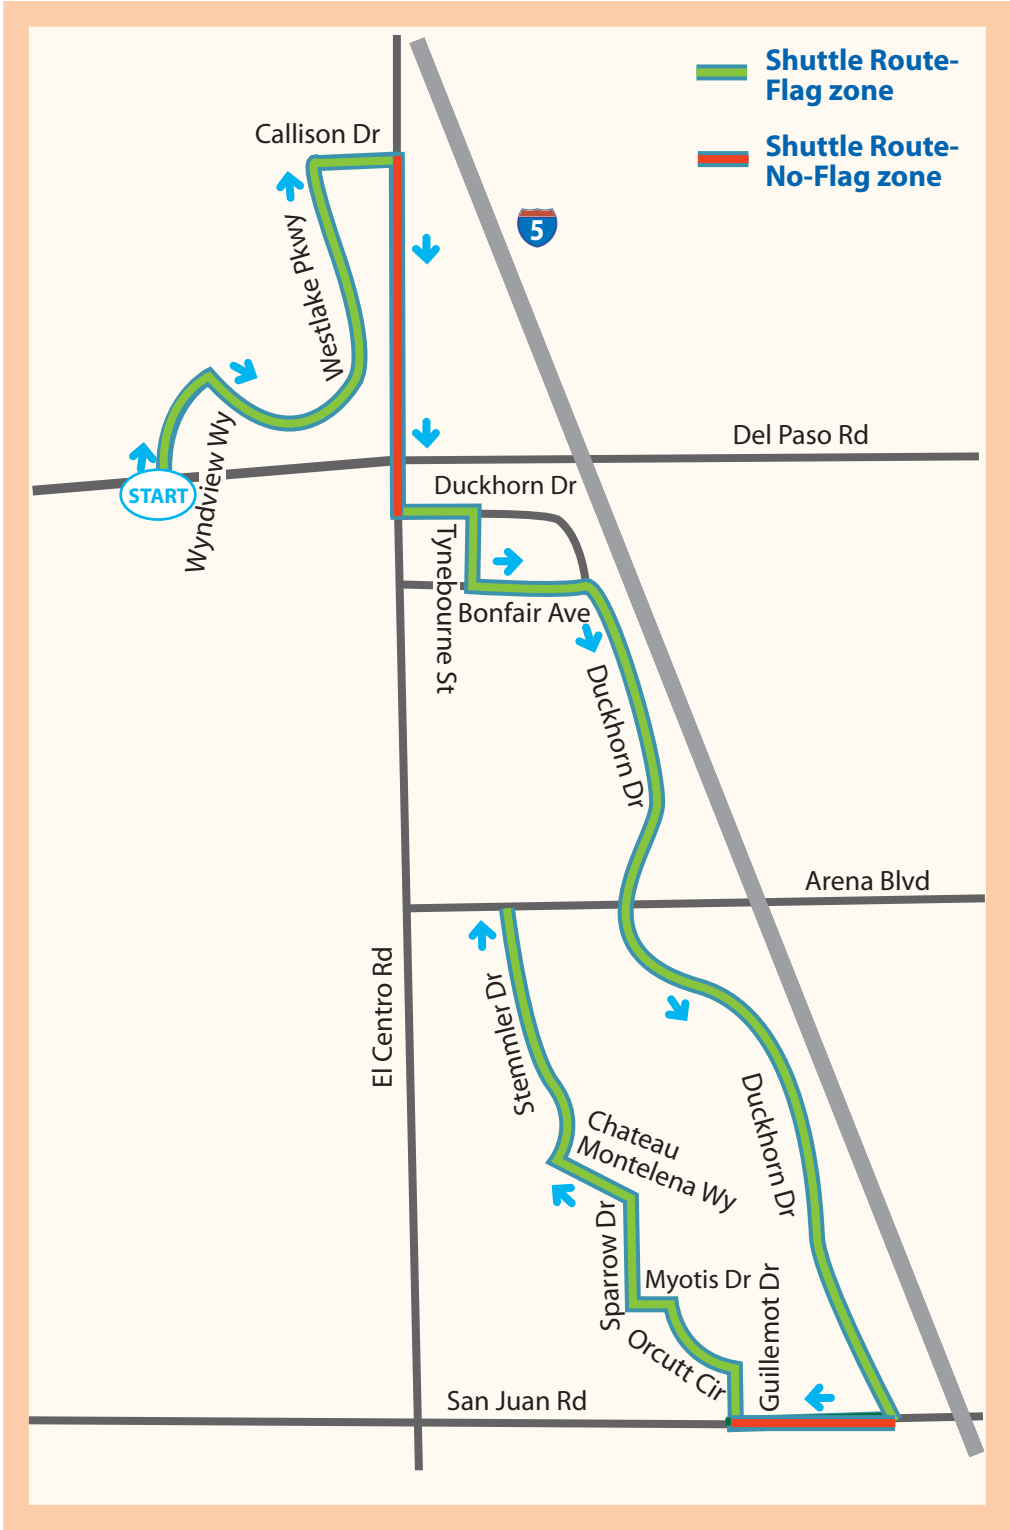 Shuttle Route-
Flag zone
Shuttle Route-
No-Flag zone
Callison Dr
5
Westlake Pkwy
Wyndview Wy
START
Del Paso Rd
Duckhorn Dr
Tynebourne St
Bonfair Ave
Duckhorn Dr
Arena Blvd
El Centro Rd
Stemmler Dr
Duckhorn Dr
Chateau
Montelena Wy
Sparrow Dr
Myotis Dr
Guillemot Dr
Orcutt Cir
San Juan Rd